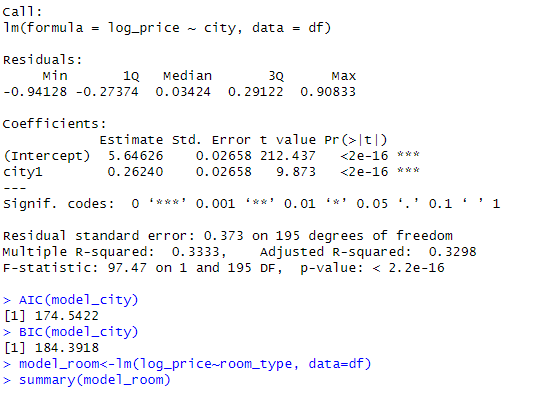 Call:
lm(formula = log_price ~ city, data = df)
Residuals:
Min 1Q Median 3Q Max
-0.94128 -0.27374 0.03424 0.29122 0.90833
Coefficients:
Estimate Std. Error t value Pr(>|t|)
(Intercept) 5.64626 0.02658 212.437 <2e-16 ***
city1 0.26240 0.02658 9.873 <2e-16 ***
---
Signif. codes: 0 ‘***’ 0.001 ‘**’ 0.01 ‘*’ 0.05 ‘.’ 0.1 ‘ ’ 1
Residual standard error: 0.373 on 195 degrees of freedom
Multiple R-squared: 0.3333, Adjusted R-squared: 0.3298
F-statistic: 97.47 on 1 and 195 DF, p-value: < 2.2e-16
> AIC(model_city)
[1] 174.5422
> BIC(model_city)
[1] 184.3918
> model_room<-lm(log_price~room_type, data=df)
> summary(model_room)